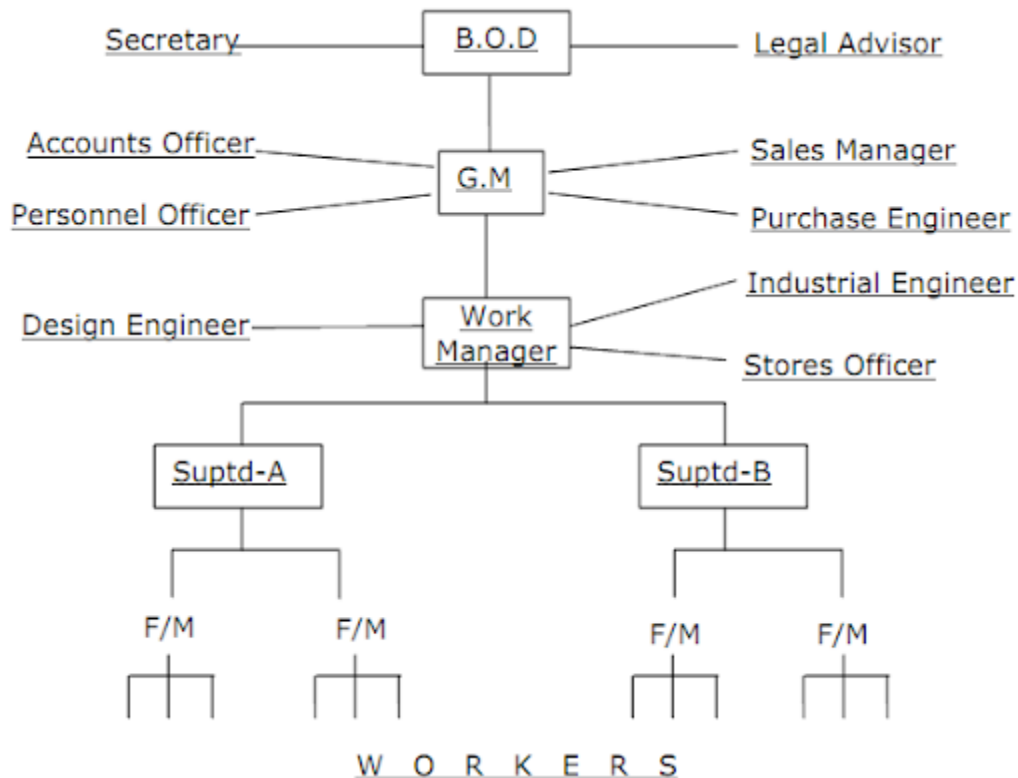 Secretary
B.O.D
Legal Advisor
Accounts Officer
G.M
Sales Manager
Personnel Officer
Purchase Engineer
Industrial Engineer
Design Engineer
Work
Manager
Stores Officer
Suptd-A
Suptd-B
F/M
F/M
F/M
F/M
W O R K E R S